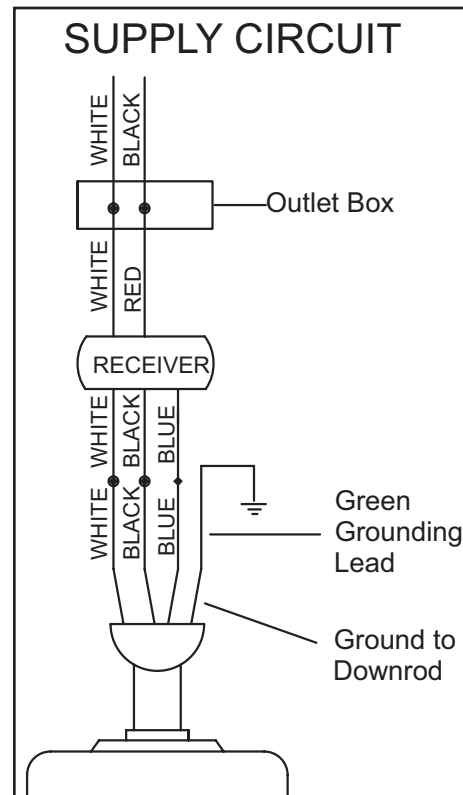 SUPPLY CIRCUIT
WHITE
BLACK
Outlet Box
WHITE
RED
RECEIVER
WHITE
BLACK
BLUE
WHITE
BLACK
BLUE
Green
Grounding
Lead
Ground to
Downrod